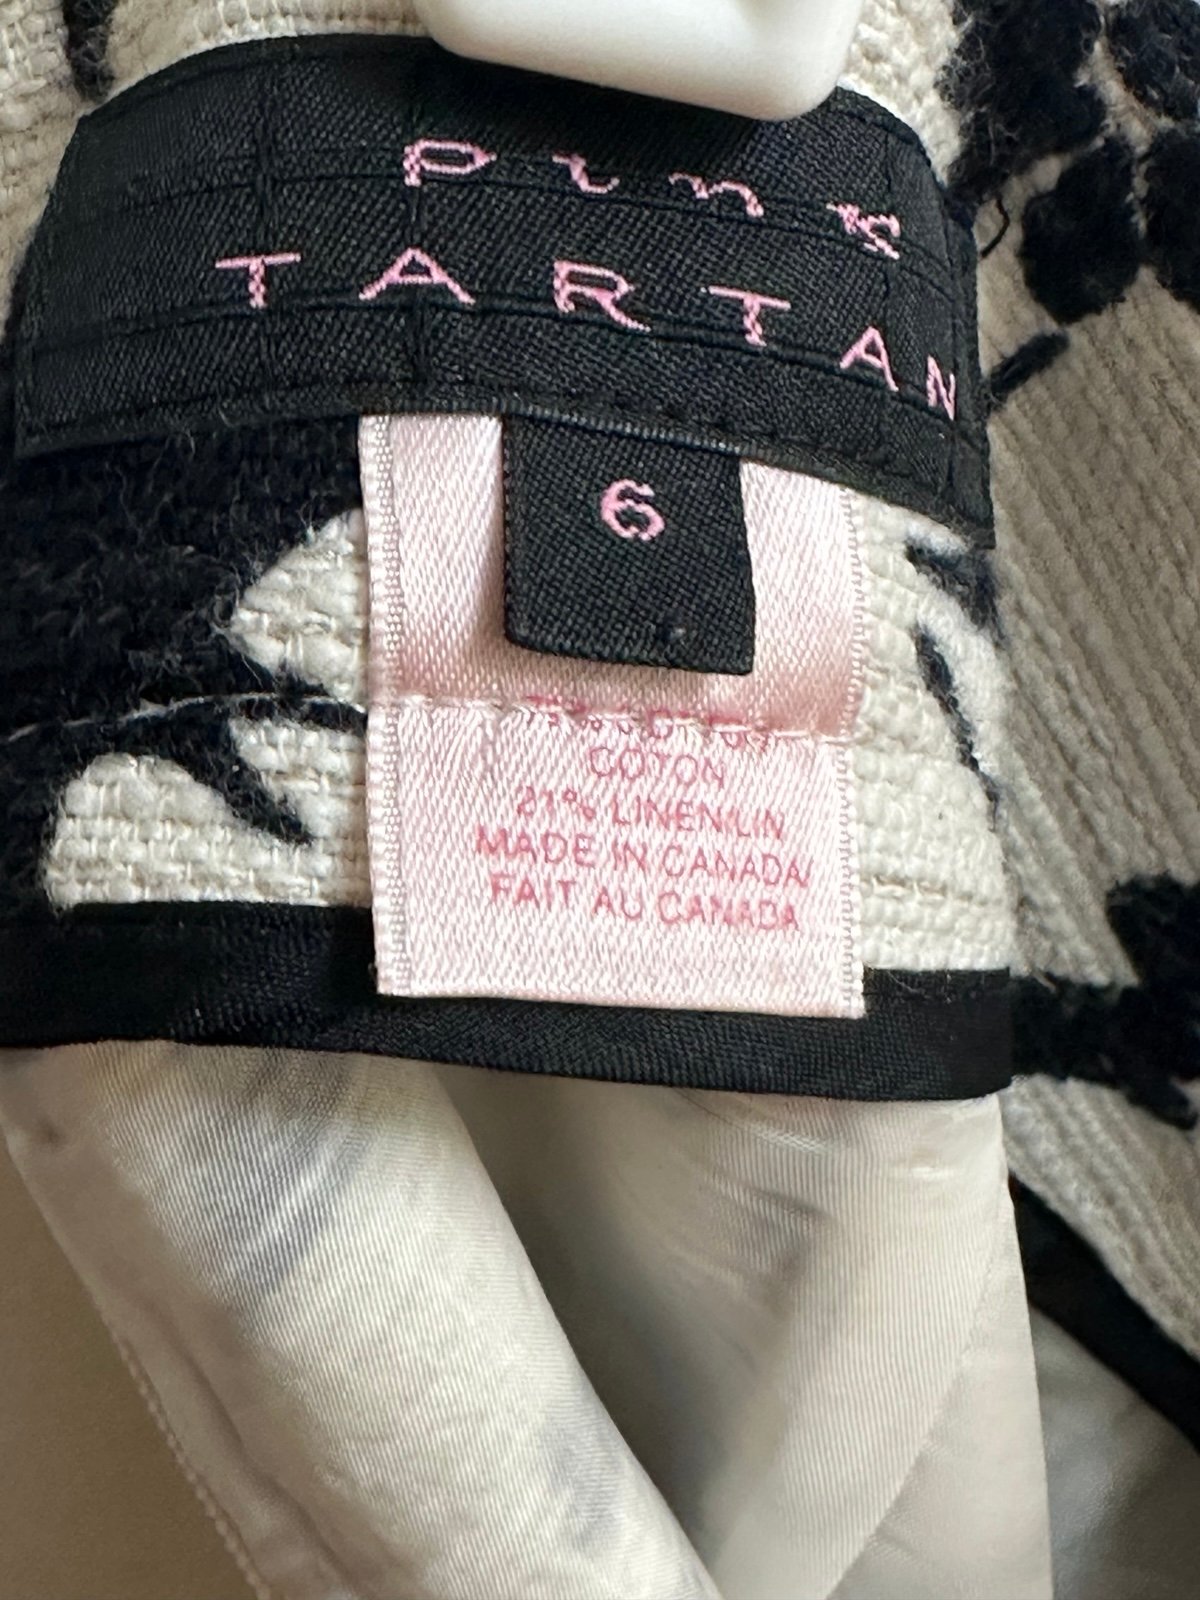 Pink
TARTAN
6
COTON
21% LINEN/LIN
MADE IN CANADA/
FAIT AU CANADA